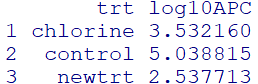 trt log10APC
1 chlorine 3.532160
2 control 5.038815
3 newtrt 2.537713